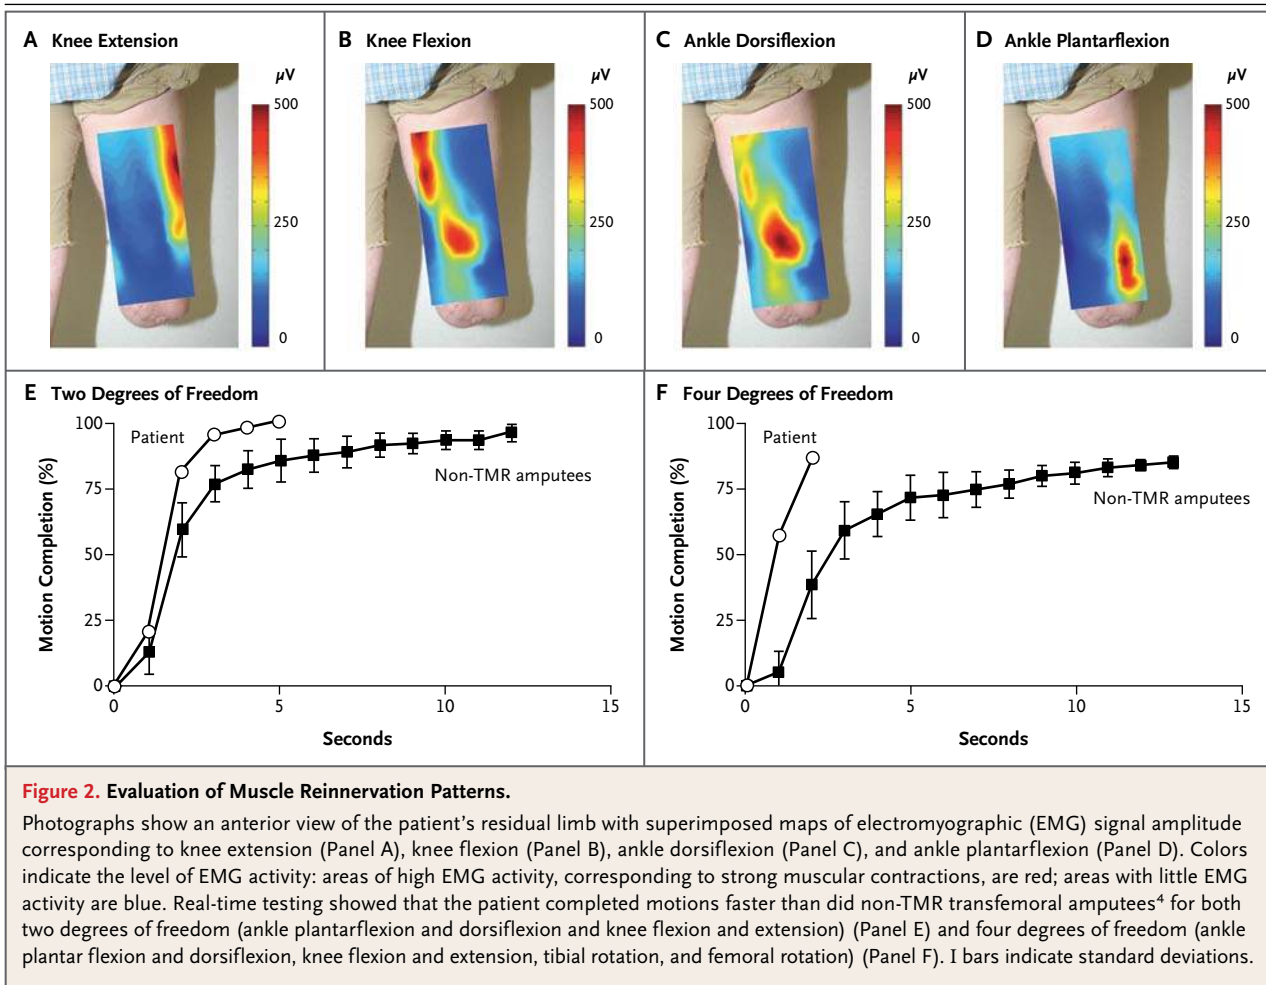 A Knee Extension
µV
500
250
0
B Knee Flexion
µV
500
250
0
C Ankle Dorsiflexion
µV
500
250
0
D Ankle Plantarflexion
µV
500
250
0
E Two Degrees of Freedom
Motion Completion (%)
100
75
50
25
0
Patient
Non-TMR amputees
0 5 10 15
Seconds
F Four Degrees of Freedom
Motion Completion (%)
100
75
50
25
0
Patient
Non-TMR amputees
0 5 10 15
Seconds
Figure 2. Evaluation of Muscle Reinnervation Patterns.
Photographs show an anterior view of the patient's residual limb with superimposed maps of electromyographic (EMG) signal amplitude
corresponding to knee extension (Panel A), knee flexion (Panel B), ankle dorsiflexion (Panel C), and ankle plantarflexion (Panel D). Colors
indicate the level of EMG activity: areas of high EMG activity, corresponding to strong muscular contractions, are red; areas with little EMG
activity are blue. Real-time testing showed that the patient completed motions faster than did non-TMR transfemoral amputees⁴ for both
two degrees of freedom (ankle plantarflexion and dorsiflexion and knee flexion and extension) (Panel E) and four degrees of freedom (ankle
plantar flexion and dorsiflexion, knee flexion and extension, tibial rotation, and femoral rotation) (Panel F). I bars indicate standard deviations.